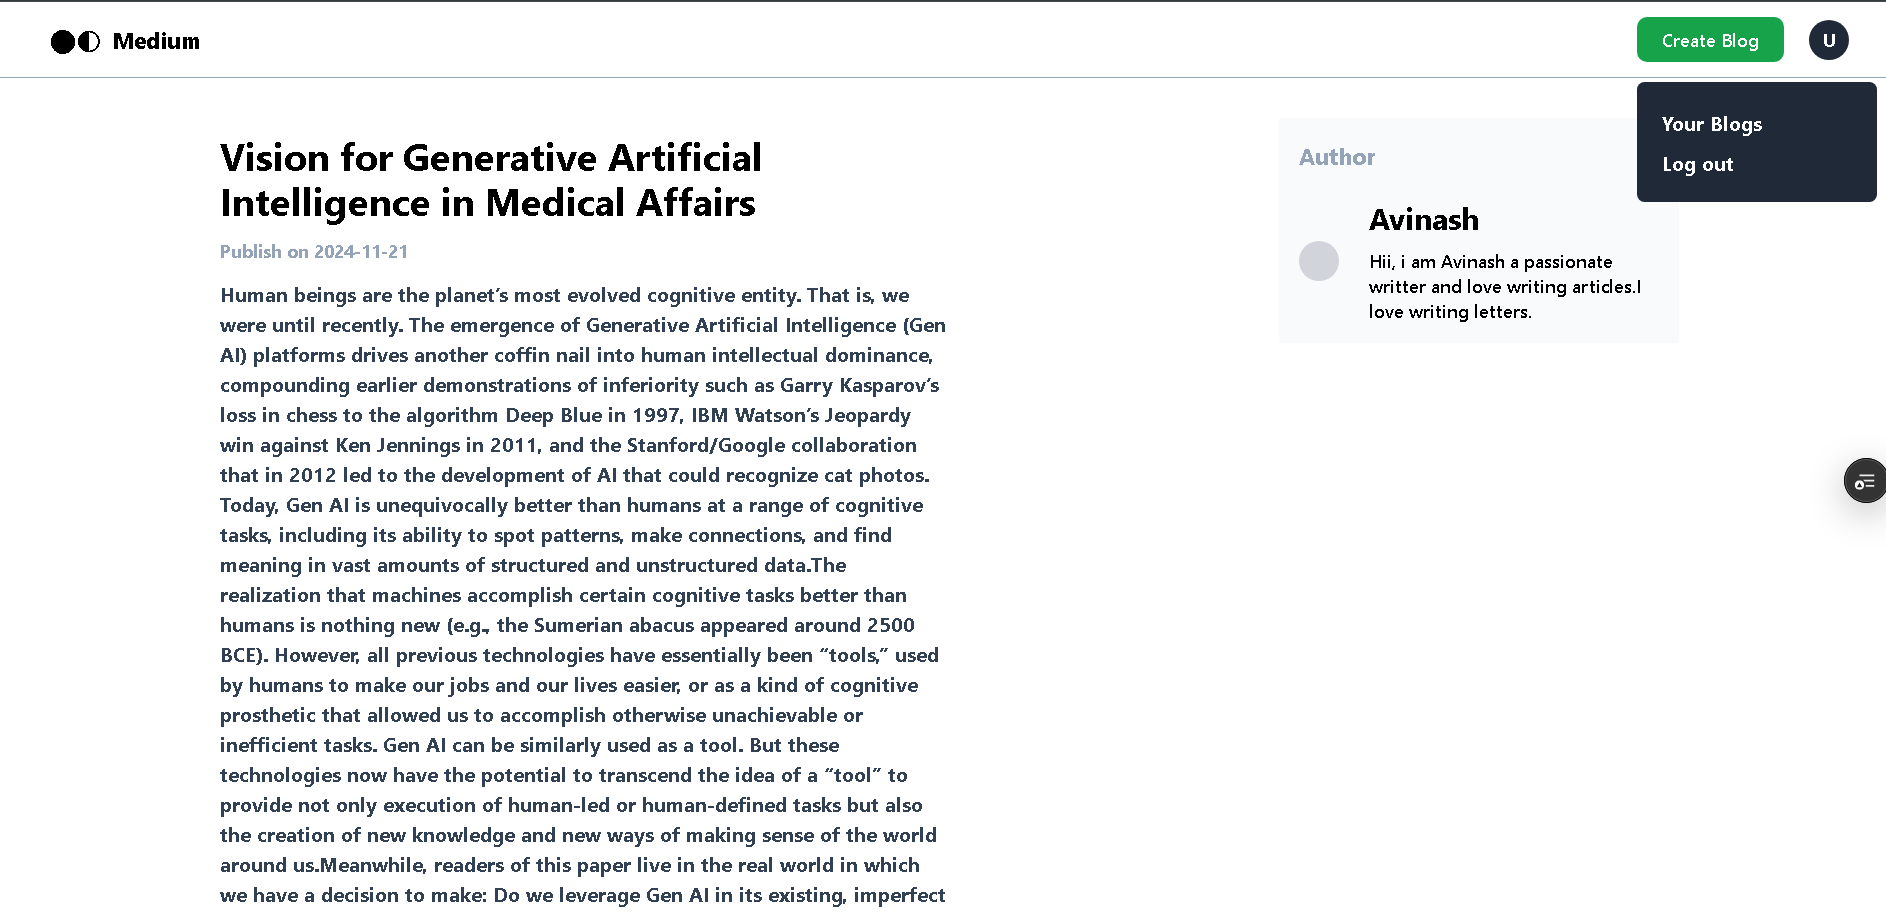 Medium
Create Blog
U
Your Blogs
Log out
Vision for Generative Artificial
Intelligence in Medical Affairs
Publish on 2024-11-21
Human beings are the planet’s most evolved cognitive entity. That is, we
were until recently. The emergence of Generative Artificial Intelligence (Gen
AI) platforms drives another coffin nail into human intellectual dominance,
compounding earlier demonstrations of inferiority such as Garry Kasparov’s
loss in chess to the algorithm Deep Blue in 1997, IBM Watson’s Jeopardy
win against Ken Jennings in 2011, and the Stanford/Google collaboration
that in 2012 led to the development of AI that could recognize cat photos.
Today, Gen AI is unequivocally better than humans at a range of cognitive
tasks, including its ability to spot patterns, make connections, and find
meaning in vast amounts of structured and unstructured data.The
realization that machines accomplish certain cognitive tasks better than
humans is nothing new (e.g., the Sumerian abacus appeared around 2500
BCE). However, all previous technologies have essentially been “tools,” used
by humans to make our jobs and our lives easier, or as a kind of cognitive
prosthetic that allowed us to accomplish otherwise unachievable or
inefficient tasks. Gen AI can be similarly used as a tool. But these
technologies now have the potential to transcend the idea of a “tool” to
provide not only execution of human-led or human-defined tasks but also
the creation of new knowledge and new ways of making sense of the world
around us.Meanwhile, readers of this paper live in the real world in which
we have a decision to make: Do we leverage Gen AI in its existing, imperfect
Author
Avinash
Hii, i am Avinash a passionate
writter and love writing articles.I
love writing letters.